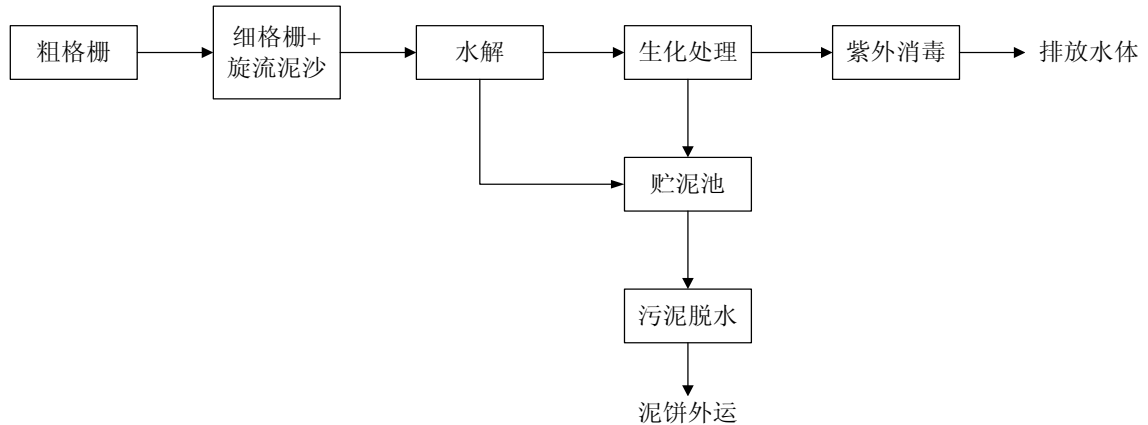 粗格栅
细格栅+
旋流泥沙
水解
生化处理
紫外消毒
排放水体
贮泥池
污泥脱水
泥饼外运